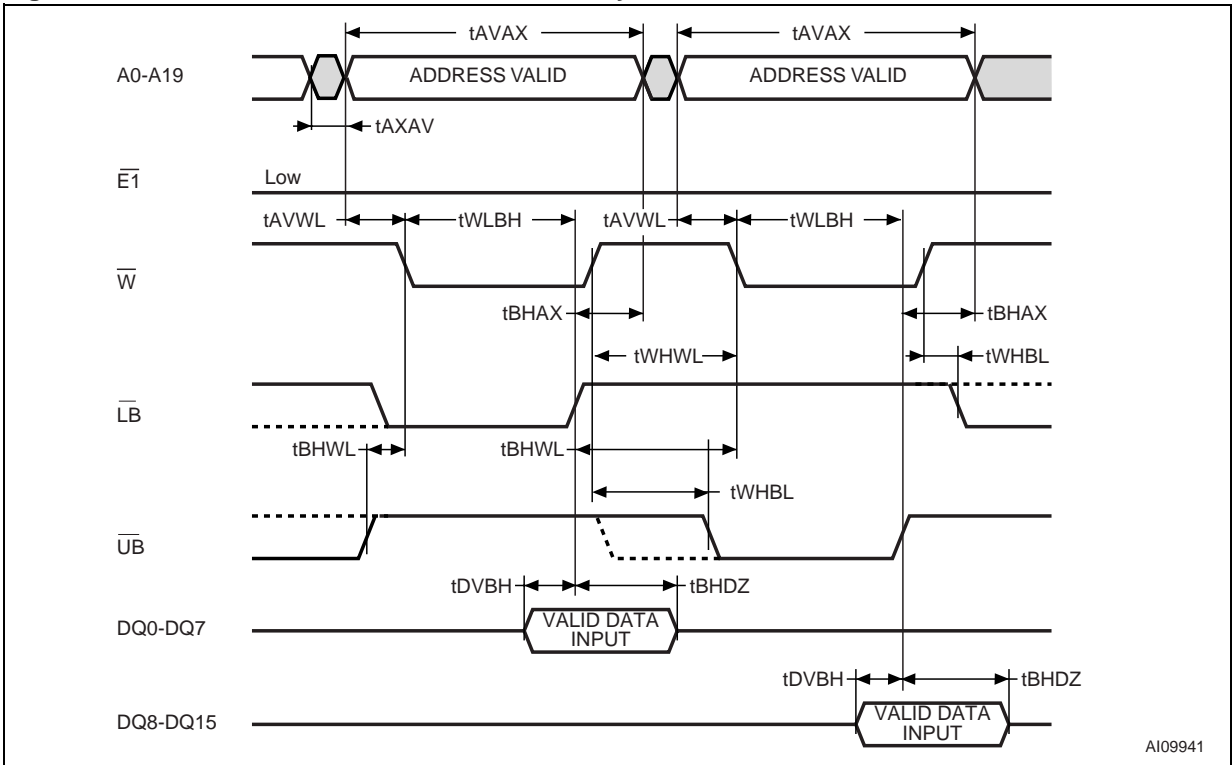 tAVAX tAVAX
A0-A19 ADDRESS VALID ADDRESS VALID
tAXAV
E1 Low
tAVWL tWLBH tAVWL tWLBH
W
tBHAX tBHAX
tWHWL tWHBL
LB
tBHWL tBHWL
tWHBL
UB
tDVBH tBHDZ
DQ0-DQ7 VALID DATA
INPUT
tDVBH tBHDZ
DQ8-DQ15 VALID DATA
INPUT
AI09941